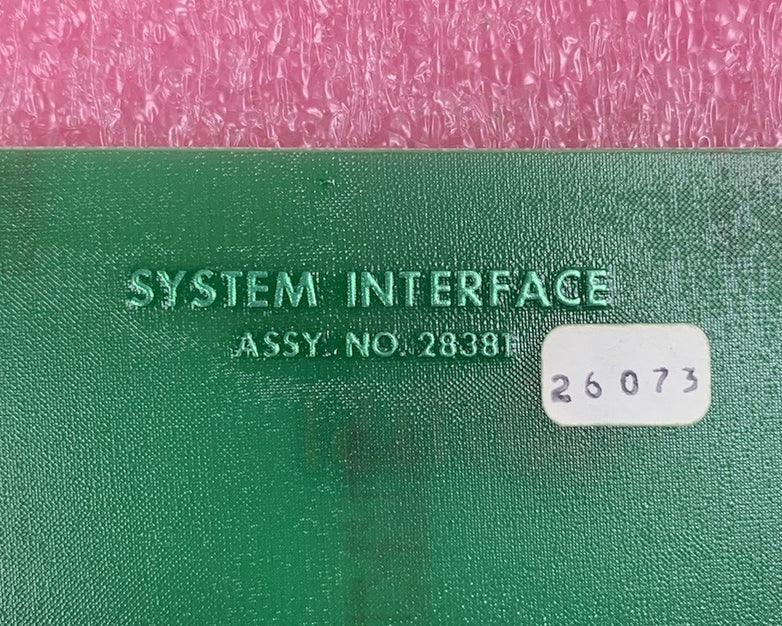 SYSTEM INTERFACE
ASSY. NO. 28381
26073